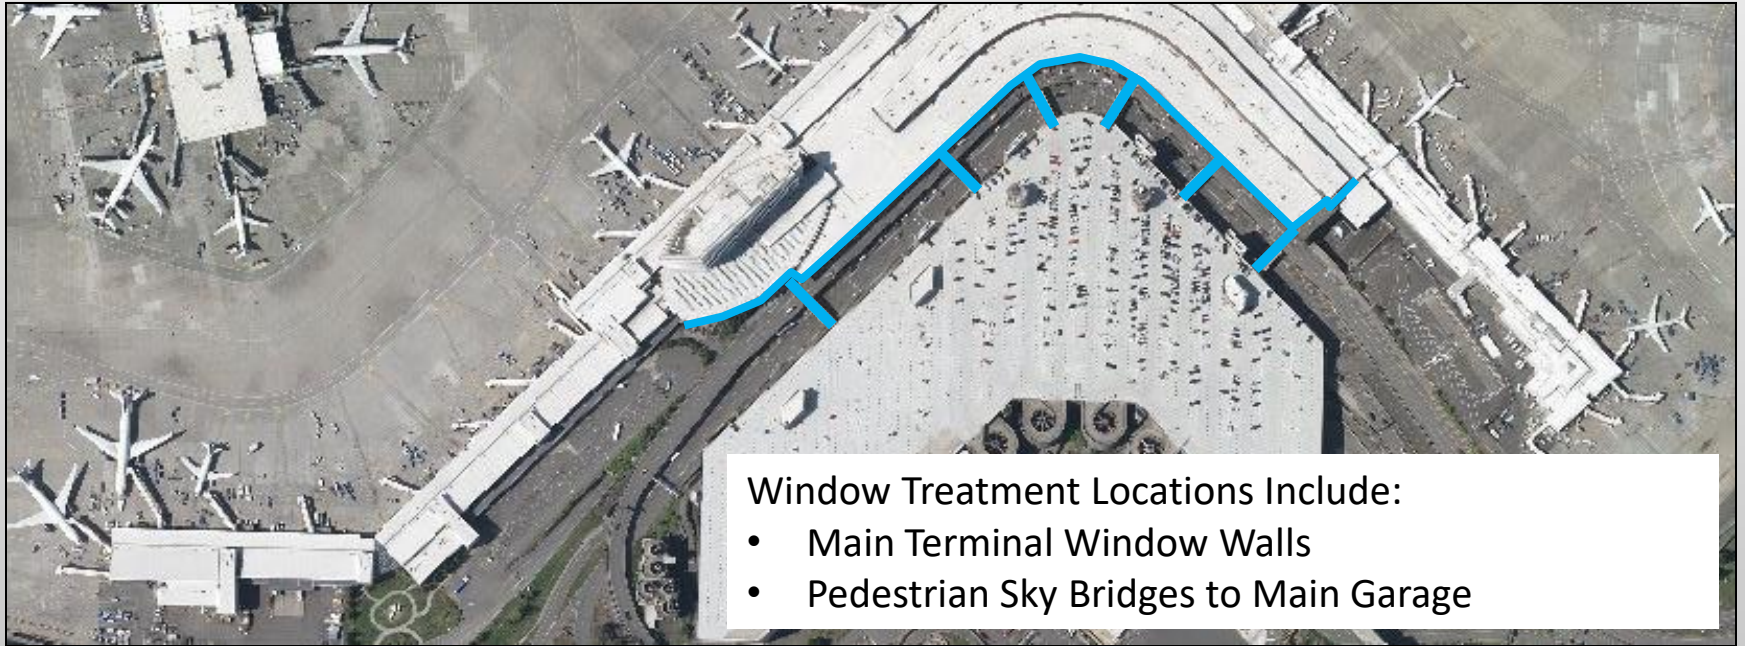 Window Treatment Locations Include:
• Main Terminal Window Walls
• Pedestrian Sky Bridges to Main Garage